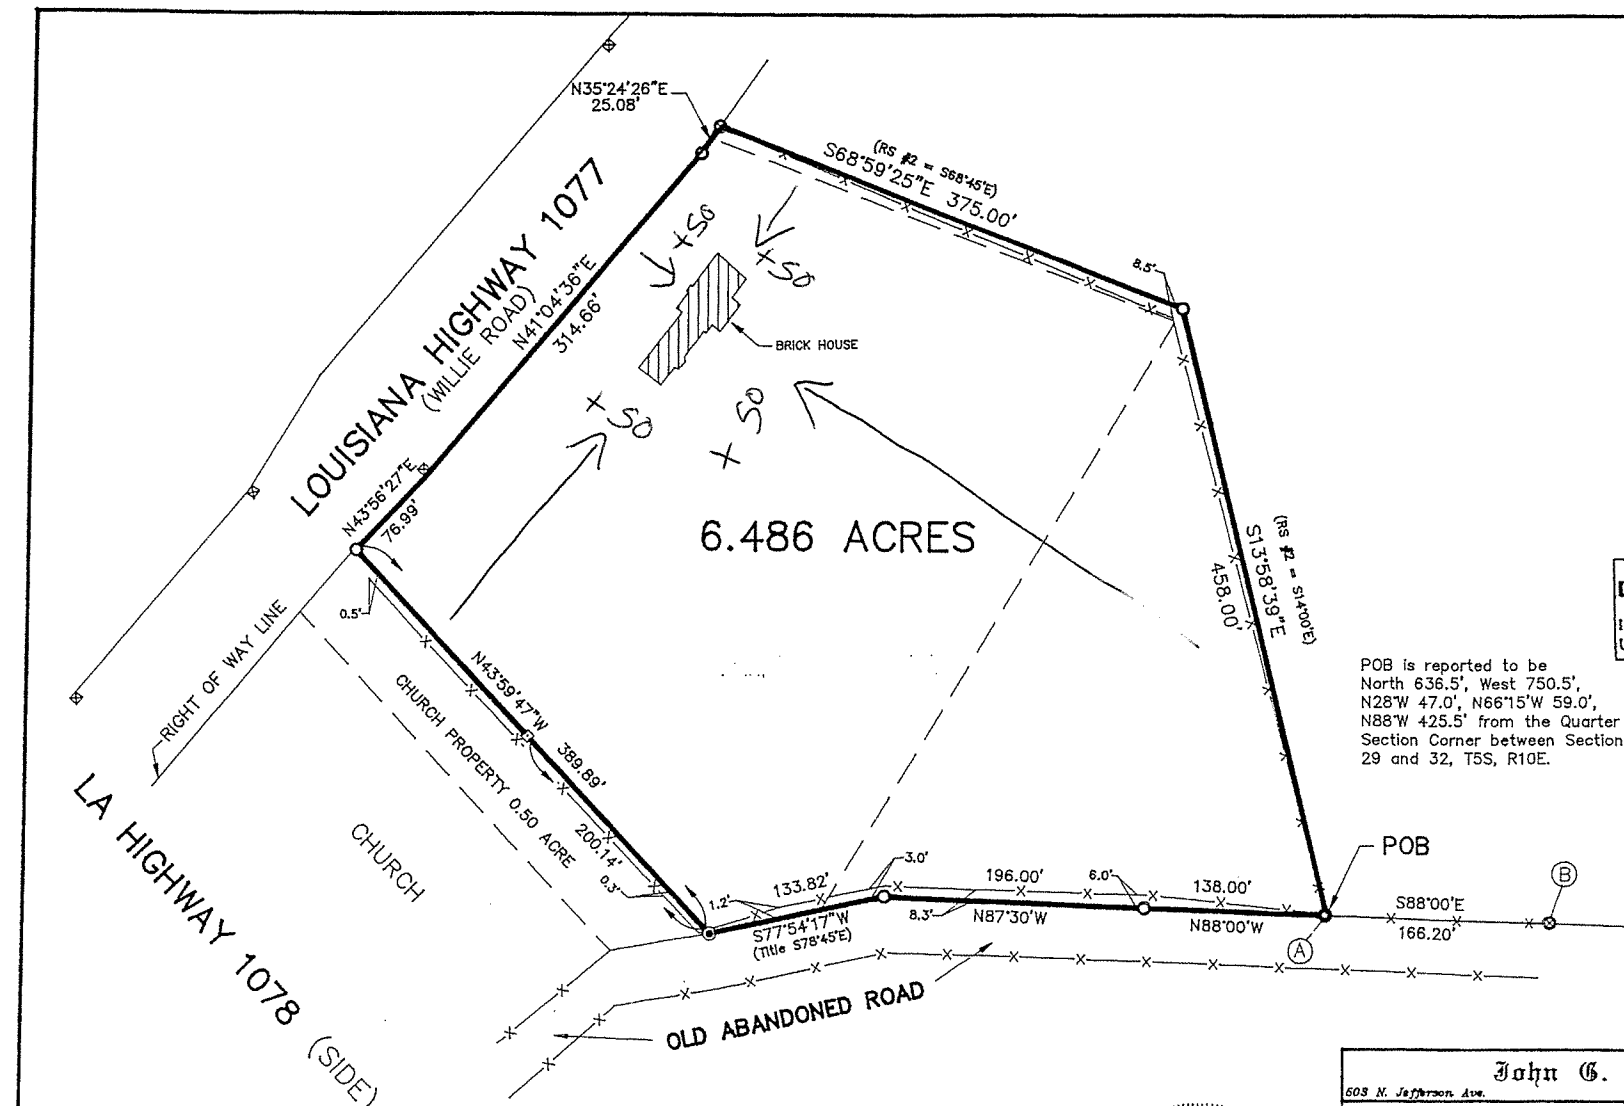 N35°24'26"E
25.08'
(RS #2 = S68°45'E)
S68°59'25"E 375.00'
LOUISIANA HIGHWAY 1077
(WILLIE ROAD)
N41°04'36"E
314.66'
+50
+50
8.5'
BRICK HOUSE
+50
+ 50
N43°56'27"E
76.99'
6.486 ACRES
(RS #2 = S14°00'E)
S13°58'39"E
458.00'
0.5'
RIGHT OF WAY LINE
N43°59'47"W
389.89'
CHURCH PROPERTY 0.50 ACRE
200.14'
0.3'
CHURCH
LA HIGHWAY 1078 (SIDE)
POB is reported to be
North 636.5', West 750.5',
N28°W 47.0', N66°15'W 59.0',
N88°W 425.5' from the Quarter
Section Corner between Section
29 and 32, T5S, R10E.
POB
1.2'
133.82'
3.0'
S77°54'17"W
(Title S78°45'E)
8.3'
196.00'
N87°30'W
6.0'
138.00'
N88°00'W
A
S88°00'E
166.20'
B
OLD ABANDONED ROAD
John G.
603 N. Jefferson Ave.